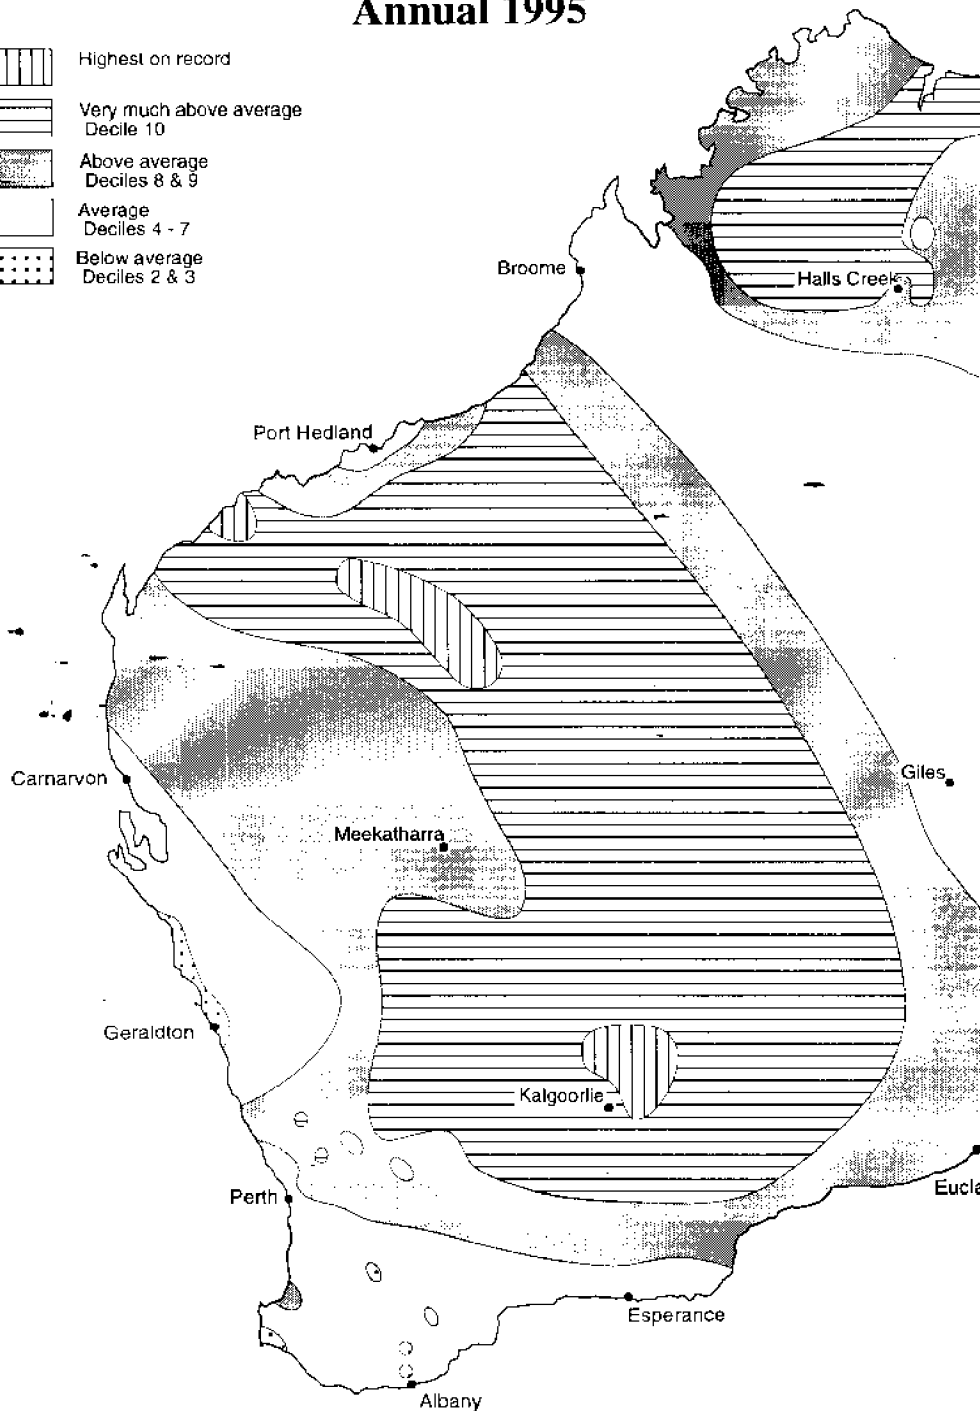 Annual 1995
Highest on record
Very much above average
Decile 10
Above average
Deciles 8 & 9
Average
Deciles 4 - 7
Below average
Deciles 2 & 3
Broome
Halls Creek
Port Hedland
Giles
Carnarvon
Meekatharra
Geraldton
Kalgoorlie
Perth
Eucla
Esperance
Albany